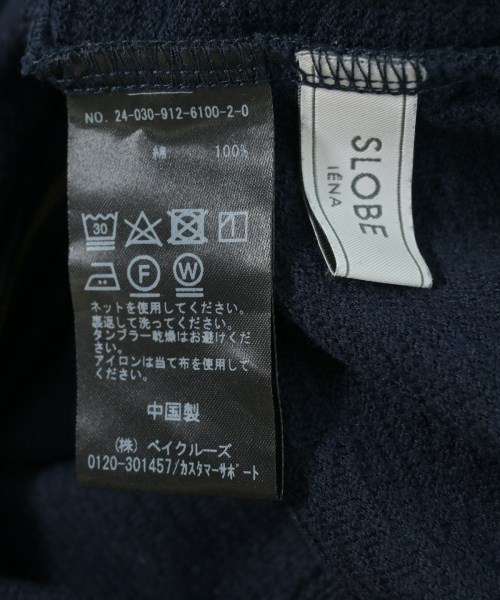 NO. 24-030-912-6100-2-0
綿 100%
30
F W
ネットを使用してください。
裏返して洗ってください。
タンブラー乾燥はお避けくだ
さい。
アイロンは当て布を使用して
ください。
中国製
(株) ベイクルーズ
0120-301457/カスタマーサポート
SLOBE
IÉNA